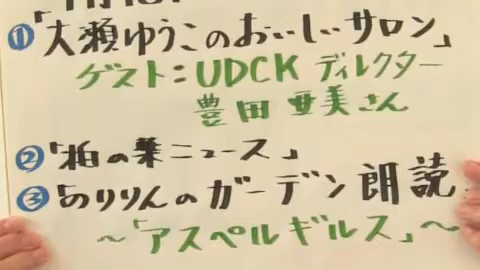 ①「大瀬ゆうこのおいしいサロン」
ゲスト：UDCK ディレクター
豊田 亜美さん
②「柏の葉ニュース」
③「ありりんのガーデン朗読
～「アスペルギルス」～